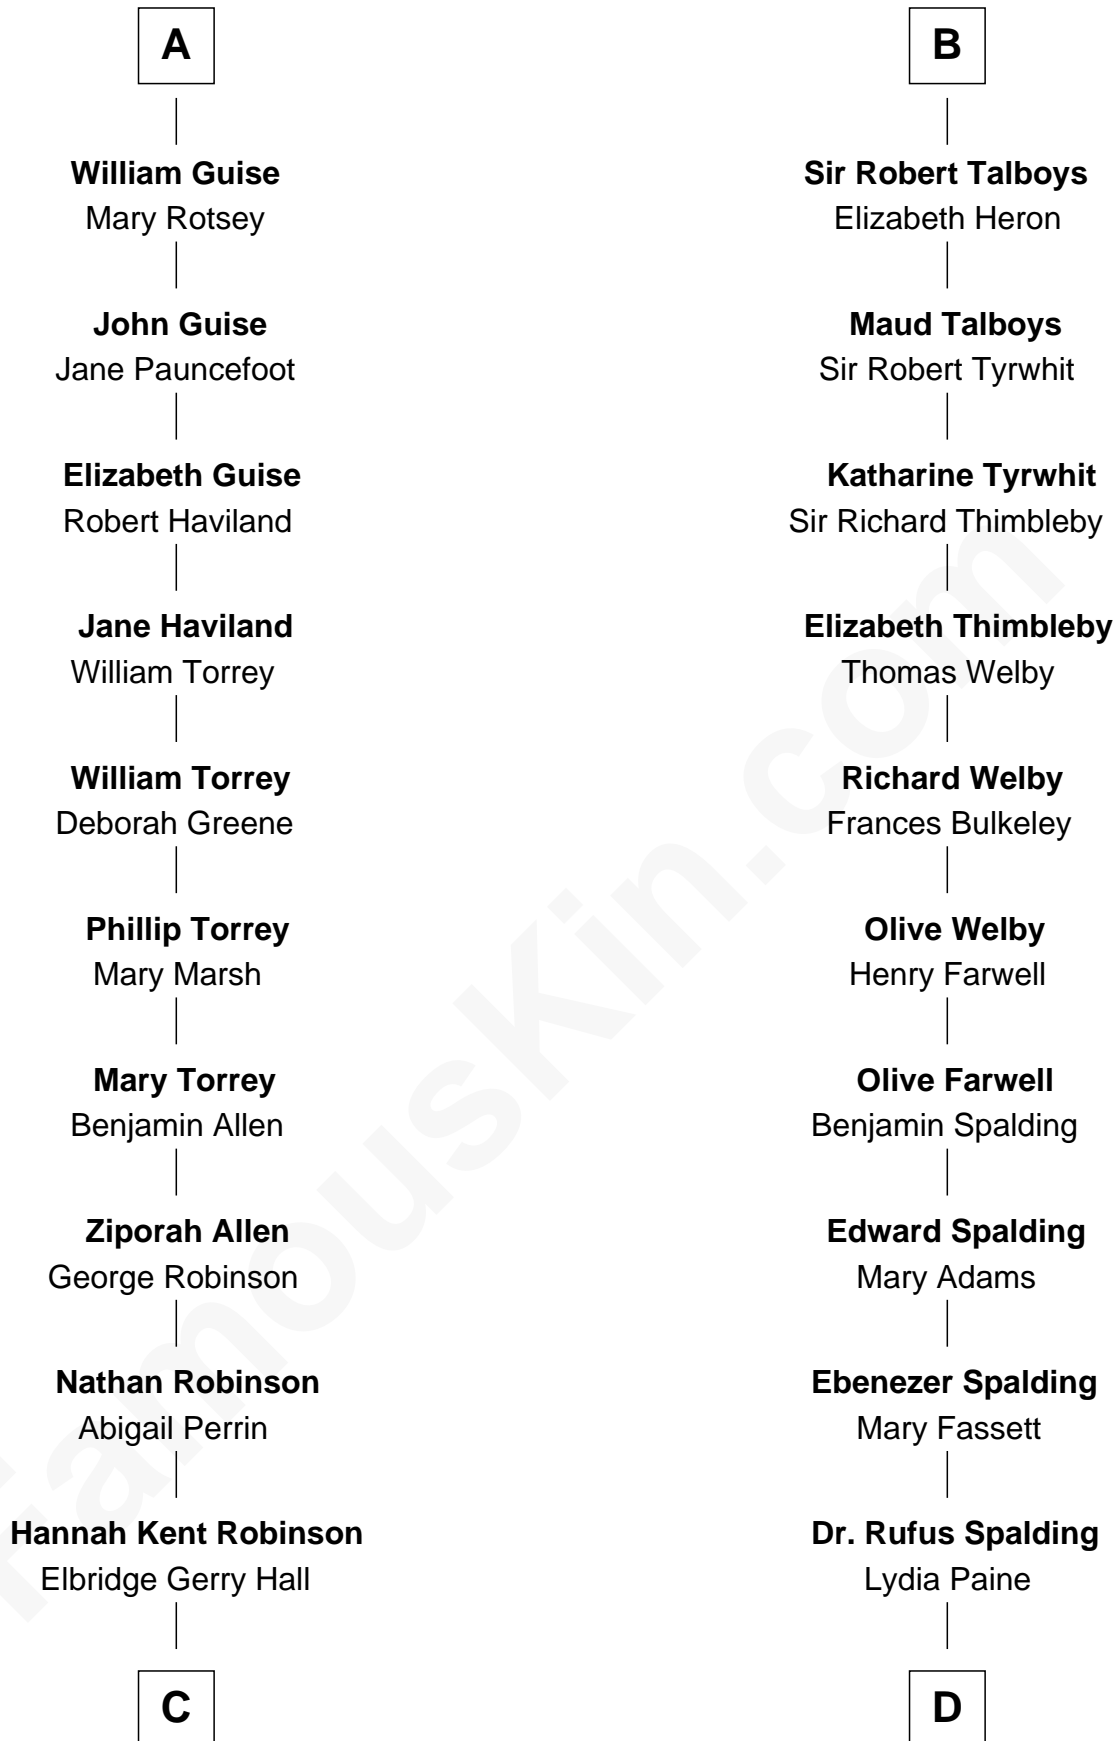 A
William Guise
Mary Rotsey
John Guise
Jane Pauncefoot
Elizabeth Guise
Robert Haviland
Jane Haviland
William Torrey
William Torrey
Deborah Greene
Phillip Torrey
Mary Marsh
Mary Torrey
Benjamin Allen
Ziporah Allen
George Robinson
Nathan Robinson
Abigail Perrin
Hannah Kent Robinson
Elbridge Gerry Hall
C
B
Sir Robert Talboys
Elizabeth Heron
Maud Talboys
Sir Robert Tyrwhit
Katharine Tyrwhit
Sir Richard Thimbleby
Elizabeth Thimbleby
Thomas Welby
Richard Welby
Frances Bulkeley
Olive Welby
Henry Farwell
Olive Farwell
Benjamin Spalding
Edward Spalding
Mary Adams
Ebenezer Spalding
Mary Fassett
Dr. Rufus Spalding
Lydia Paine
D
famouskin.com